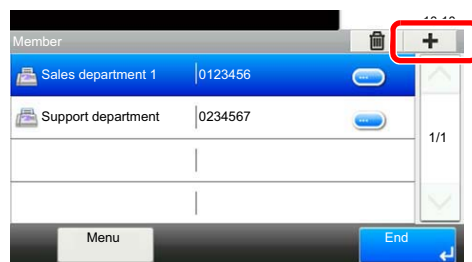 Member
Sales department 1 0123456
Support department 0234567
1/1
Menu End